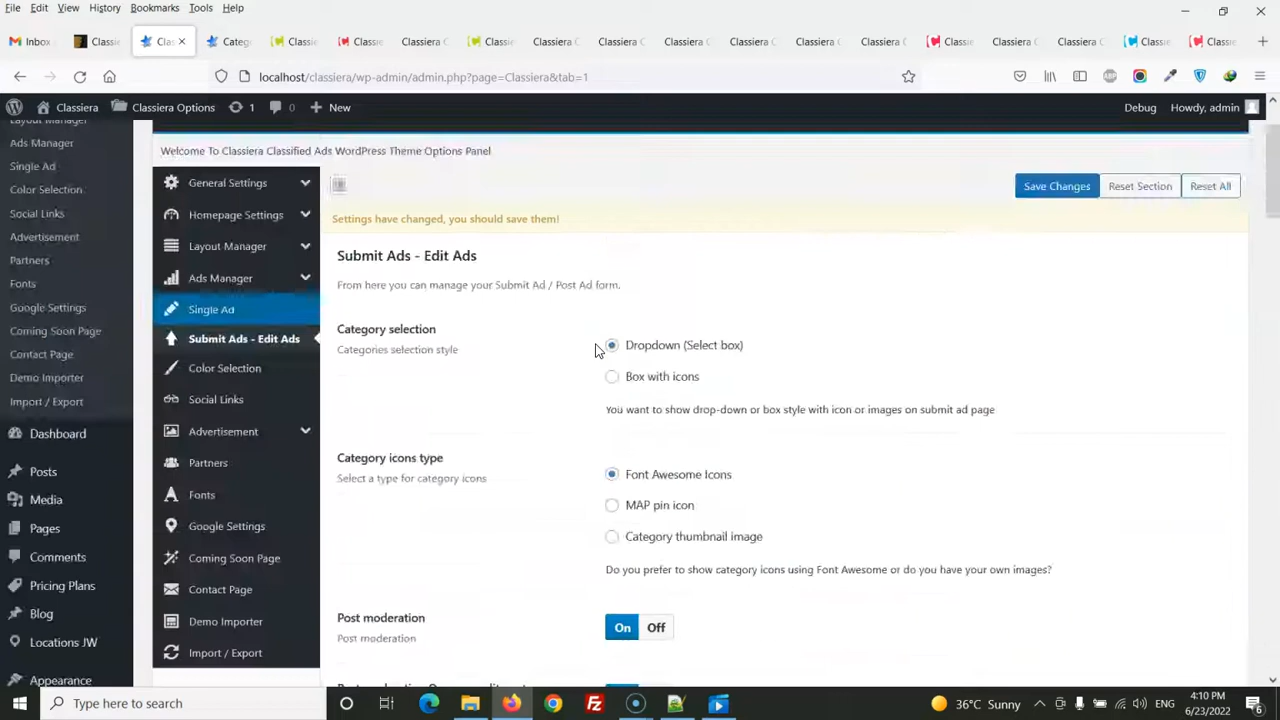 File Edit View History Bookmarks Tools Help
Inbox Classi Clas Categ Classi Classie Classiera Classie Classiera Classiera Classiera Classiera Classiera Classiera Classie Classiera Classiera Classie Classie
localhost/classiera/wp-admin/admin.php?page=Classiera&tab=1
Classiera Classiera Options 1 0 New Debug Howdy, admin
Layout Manager
Ads Manager
Single Ad
Color Selection
Social Links
Advertisement
Partners
Fonts
Google Settings
Coming Soon Page
Contact Page
Demo Importer
Import / Export
Dashboard
Posts
Media
Pages
Comments
Pricing Plans
Blog
Locations JW
Appearance
Welcome To Classiera Classified Ads WordPress Theme Options Panel
General Settings
Homepage Settings
Layout Manager
Ads Manager
Single Ad
Submit Ads - Edit Ads
Color Selection
Social Links
Advertisement
Partners
Fonts
Google Settings
Coming Soon Page
Contact Page
Demo Importer
Import / Export
Save Changes Reset Section Reset All
Settings have changed, you should save them!
Submit Ads - Edit Ads
From here you can manage your Submit Ad / Post Ad form.
Category selection
Categories selection style
Dropdown (Select box)
Box with icons
You want to show drop-down or box style with icon or images on submit ad page
Category icons type
Select a type for category icons
Font Awesome Icons
MAP pin icon
Category thumbnail image
Do you prefer to show category icons using Font Awesome or do you have your own images?
Post moderation
Post moderation
On Off
Type here to search
36°C Sunny
4:10 PM
6/23/2022
6